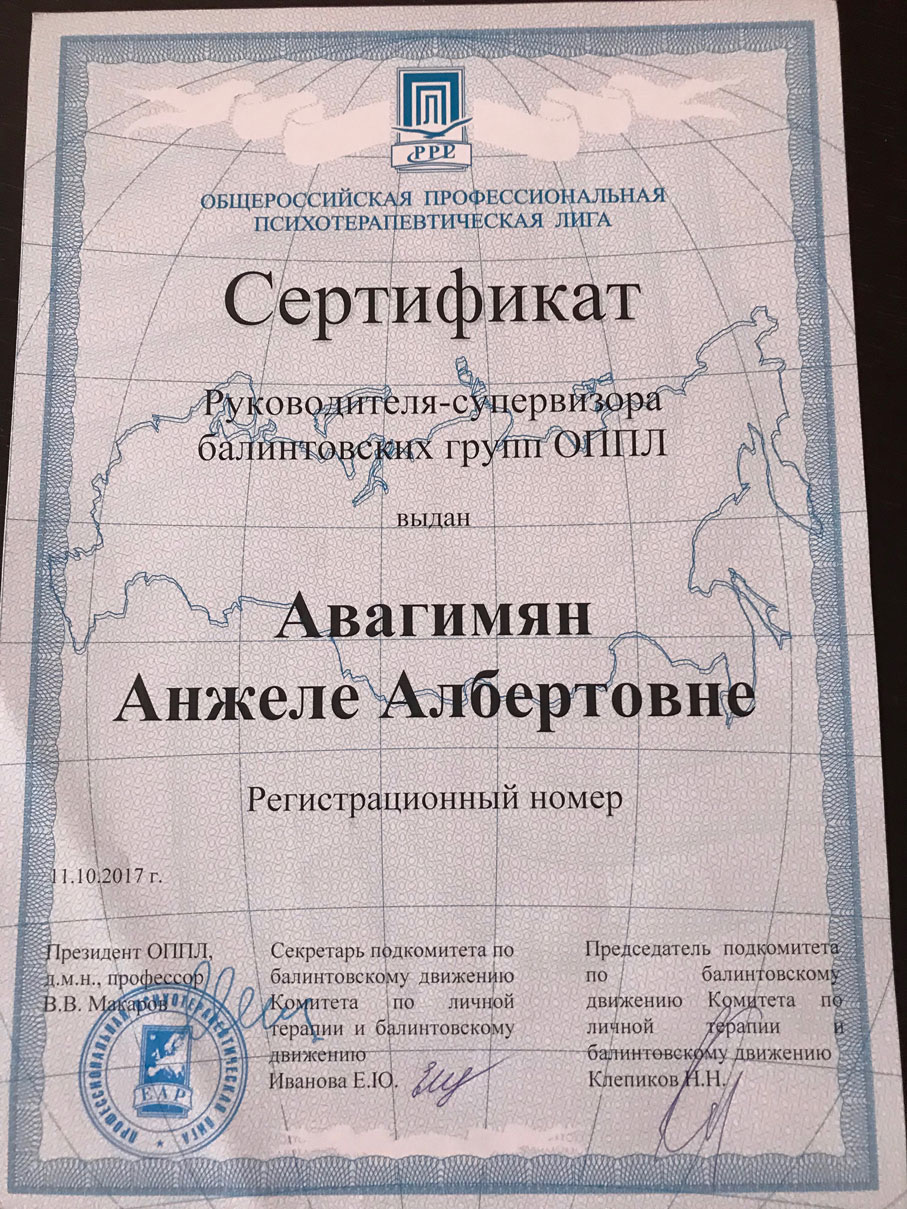 PPL
ОБЩЕРОССИЙСКАЯ ПРОФЕССИОНАЛЬНАЯ
ПСИХОТЕРАПЕВТИЧЕСКАЯ ЛИГА
Сертификат
Руководителя-супервизора
балинтовских групп ОППЛ
выдан
Авагимян
Анжеле Албертовне
Регистрационный номер
11.10.2017 г.
Президент ОППЛ,
д.м.н., профессор
В.В. Макаров
Секретарь подкомитета по
балинтовскому движению
Комитета по личной
терапии и балинтовскому
движению
Иванова Е.Ю.
Председатель подкомитета
по балинтовскому
движению Комитета по
личной терапии и
балинтовскому движению
Клепиков Н.Н.
ПРОФЕССИОНАЛЬНАЯ ПСИХОТЕРАПЕВТИЧЕСКАЯ ЛИГА
EAP